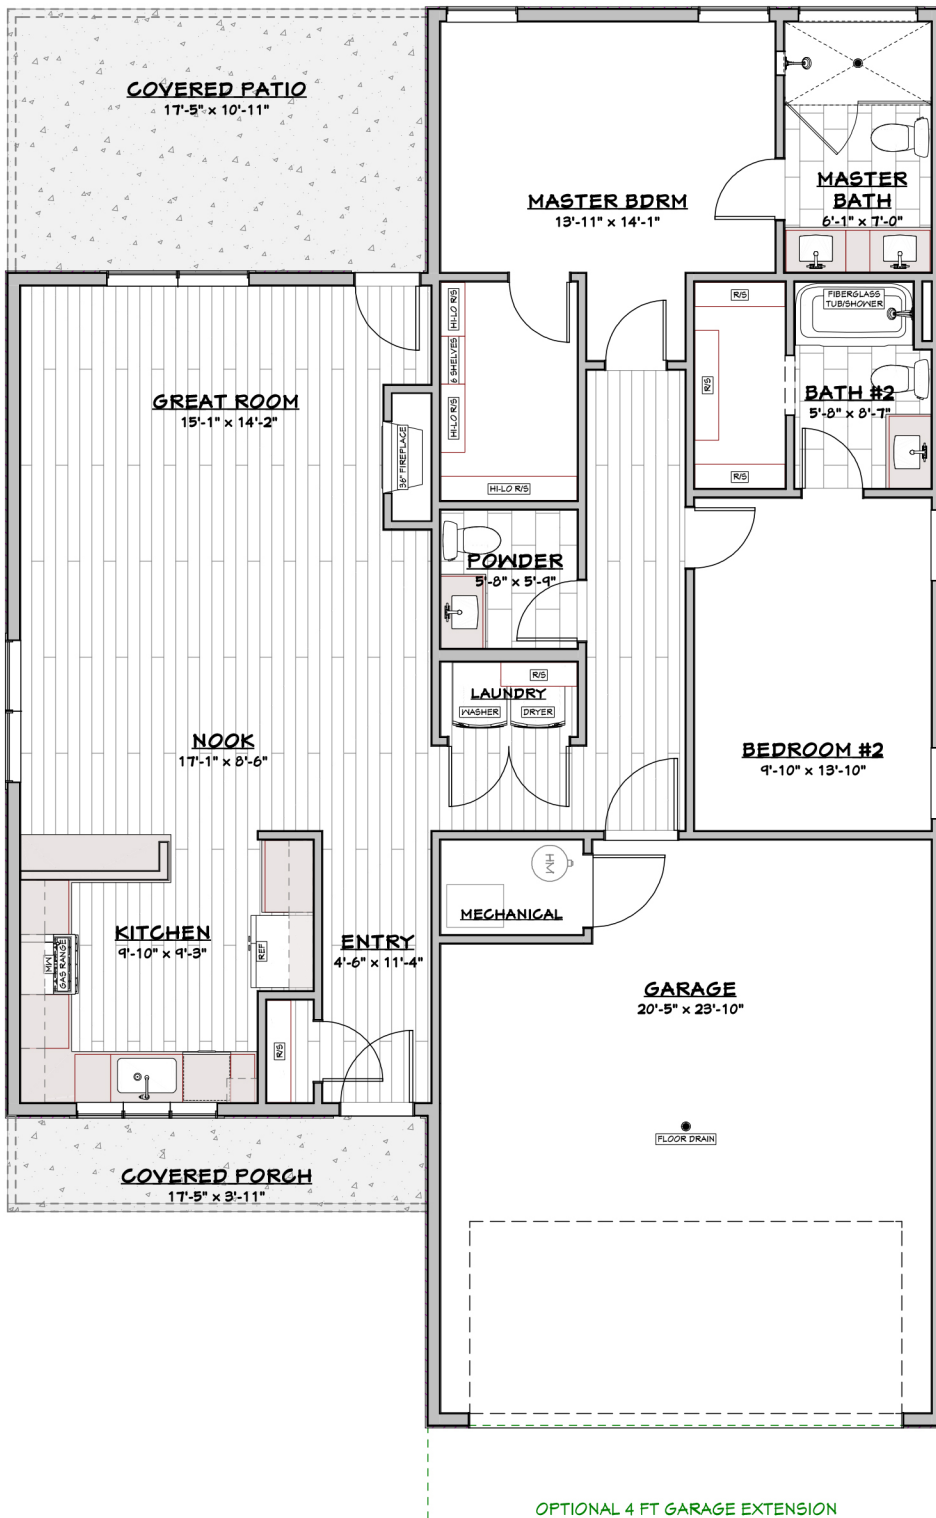 COVERED PATIO
17'-5" x 10'-11"
MASTER BDRM
13'-11" x 14'-1"
MASTER
BATH
6'-1" x 7'-0"
HI-LO R/S
6 SHELVES
HI-LO R/S
HI-LO R/S
R/S
R/S
R/S
FIBERGLASS
TUB/SHOWER
BATH #2
5'-8" x 8'-7"
GREAT ROOM
15'-1" x 14'-2"
36" FIREPLACE
POWDER
5'-8" x 5'-9"
R/S
LAUNDRY
WASHER
DRYER
NOOK
17'-1" x 8'-6"
BEDROOM #2
9'-10" x 13'-10"
HM
MECHANICAL
KITCHEN
9'-10" x 9'-3"
MW
GAS RANGE
REF
ENTRY
4'-6" x 11'-4"
R/S
GARAGE
20'-5" x 23'-10"
FLOOR DRAIN
COVERED PORCH
17'-5" x 3'-11"
OPTIONAL 4 FT GARAGE EXTENSION